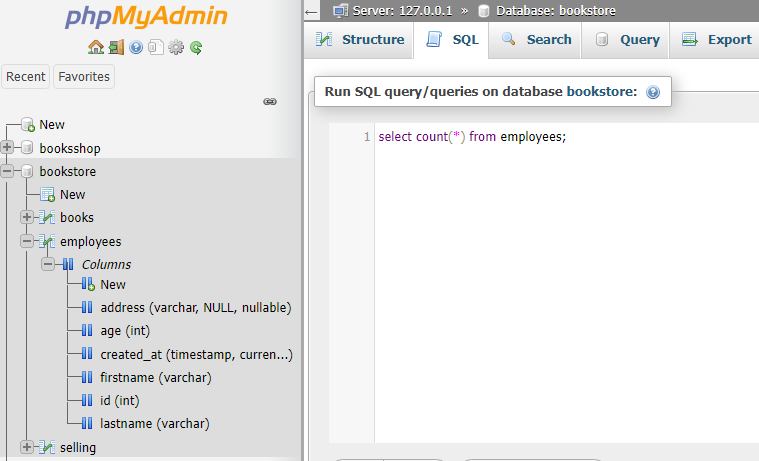 phpMyAdmin
Recent Favorites
New
booksshop
bookstore
New
books
employees
Columns
New
address (varchar, NULL, nullable)
age (int)
created_at (timestamp, curren...)
firstname (varchar)
id (int)
lastname (varchar)
selling
Server: 127.0.0.1 » Database: bookstore
Structure SQL Search Query Export
Run SQL query/queries on database bookstore:
1 select count(*) from employees;